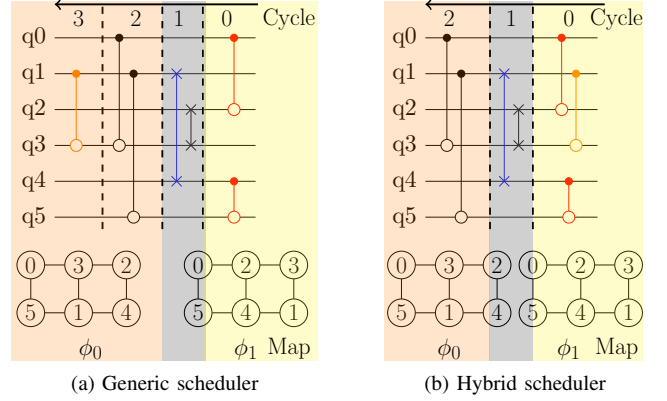 3 2 1 0 Cycle
q0
q1
q2
q3
q4
q5
0 3 2 0 2 3
5 1 4 5 4 1
ϕ0 ϕ1 Map
(a) Generic scheduler
2 1 0 Cycle
q0
q1
q2
q3
q4
q5
0 3 2 0 2 3
5 1 4 5 4 1
ϕ0 ϕ1 Map
(b) Hybrid scheduler